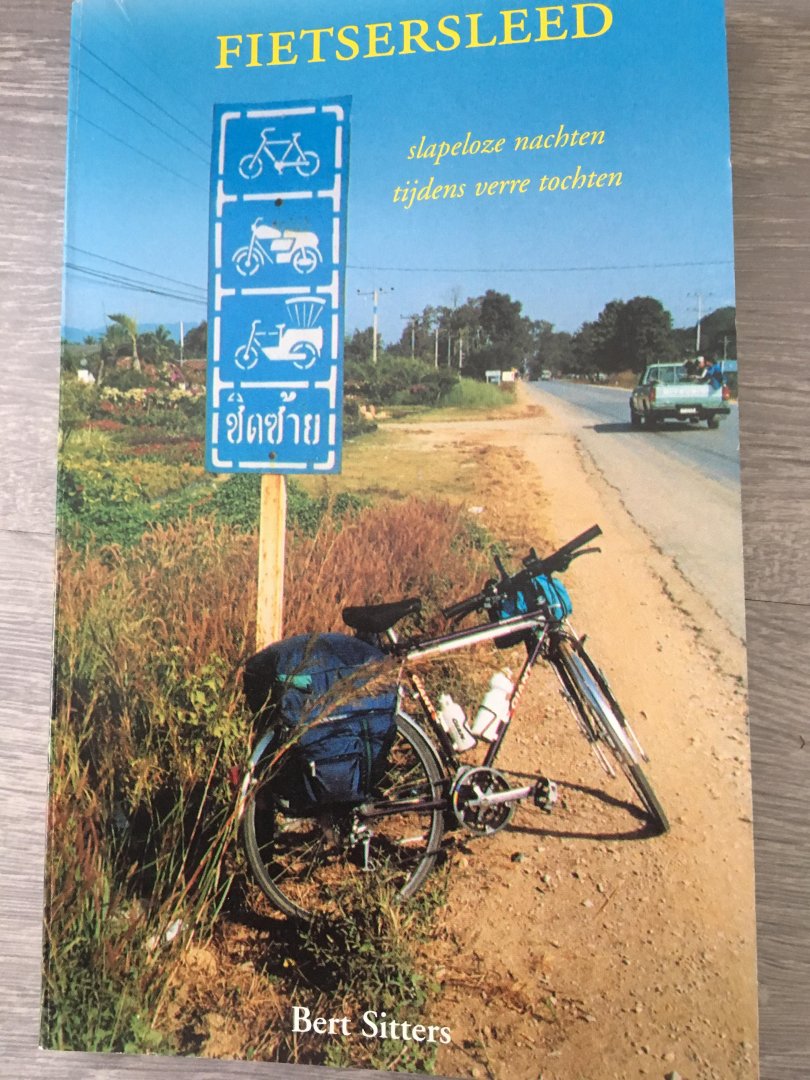 FIETSERSLEED
slapeloze nachten
tijdens verre tochten
ชิดซ้าย
Bert Sitters